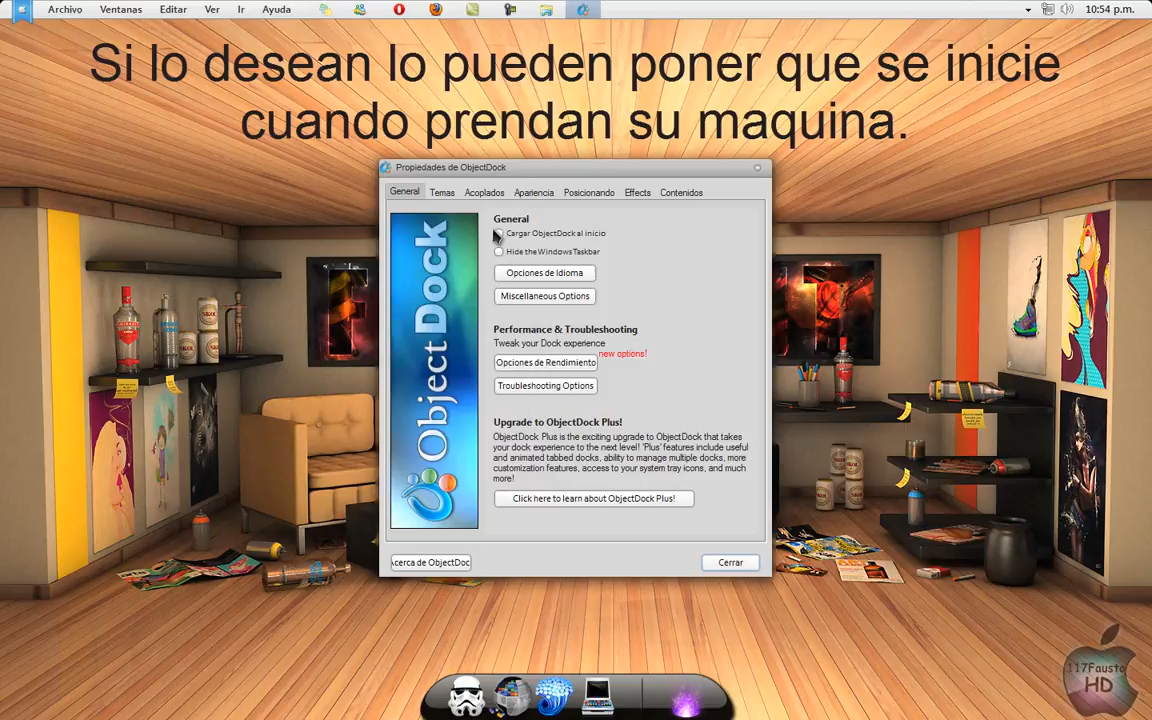 Archivo Ventanas Editar Ver Ir Ayuda 10:54 p.m.
Si lo desean lo pueden poner que se inicie
cuando prendan su maquina.
Propiedades de ObjectDock
General Temas Acoplados Apariencia Posicionando Effects Contenidos
ObjectDock
General
Cargar ObjectDock al inicio
Hide the Windows Taskbar
Opciones de Idioma
Miscellaneous Options
Performance & Troubleshooting
Tweak your Dock experience
new options!
Opciones de Rendimiento
Troubleshooting Options
Upgrade to ObjectDock Plus!
ObjectDock Plus is the exciting upgrade to ObjectDock that takes
your dock experience to the next level! 'Plus' features include useful
and animated tabbed docks, ability to manage multiple docks, more
customization features, access to your system tray icons, and much
more!
Click here to learn about ObjectDock Plus!
Acerca de ObjectDoc
Cerrar
117Fausto
HD